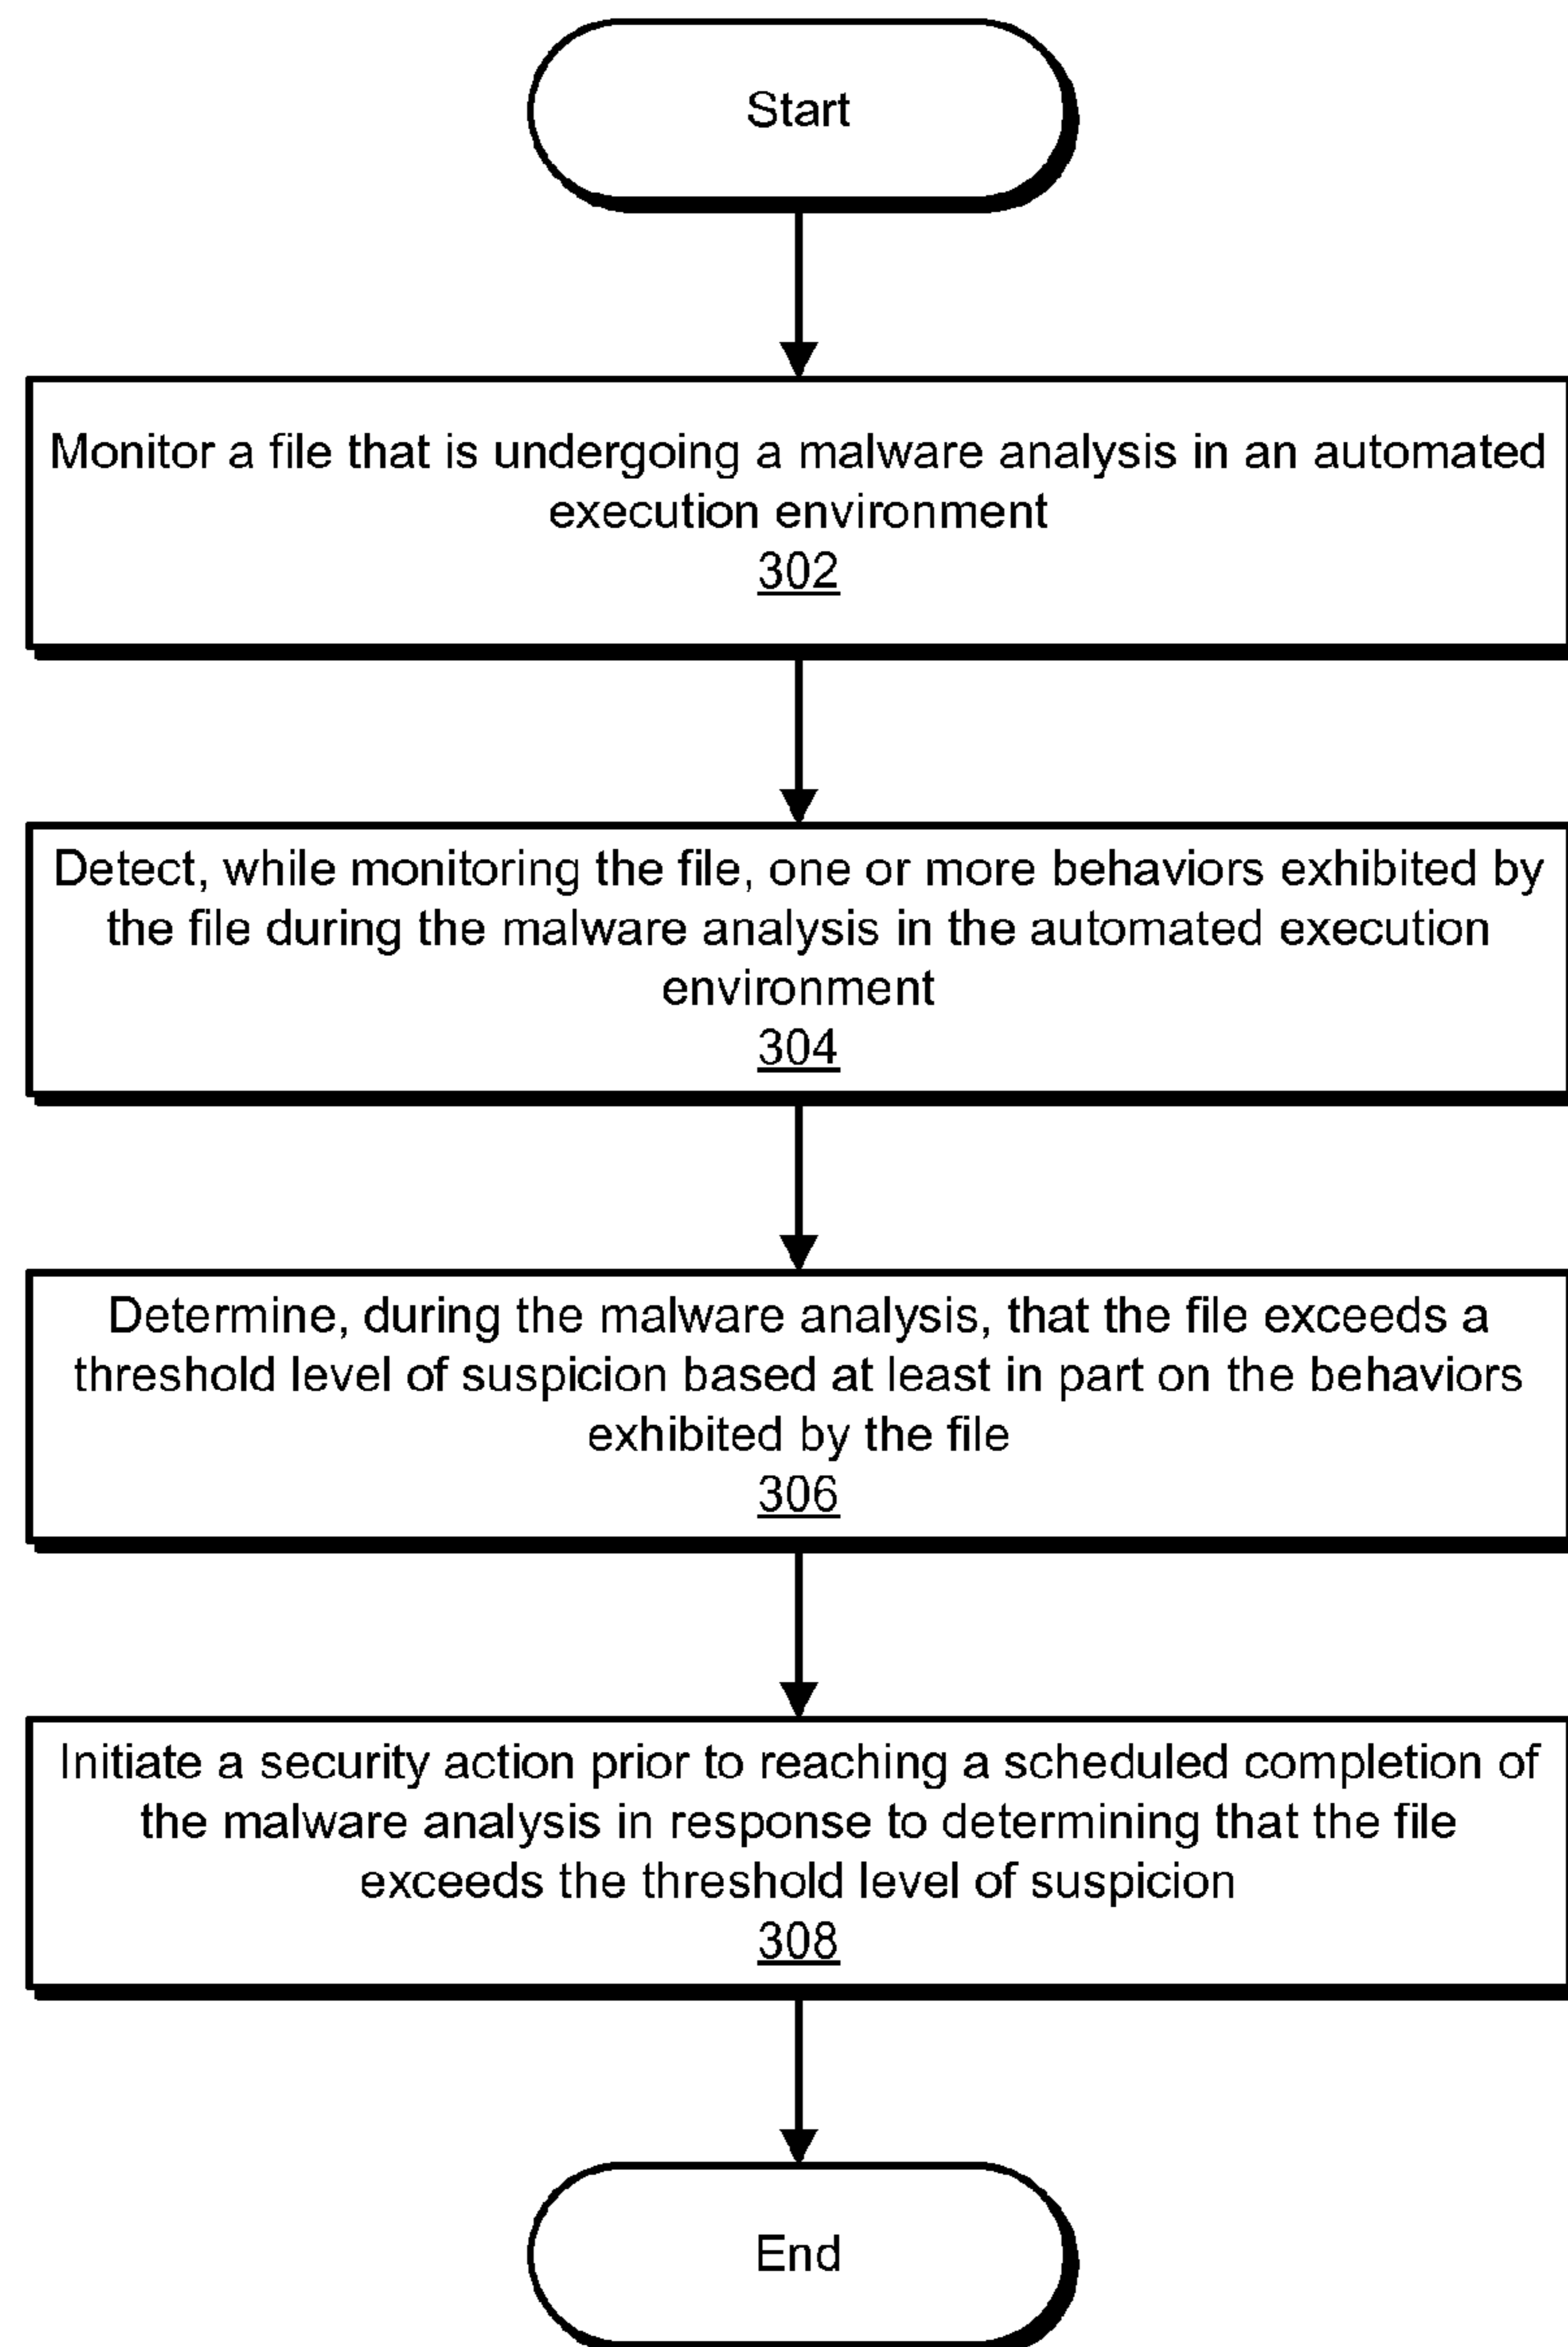 Start
Monitor a file that is undergoing a malware analysis in an automated
execution environment
302
Detect, while monitoring the file, one or more behaviors exhibited by
the file during the malware analysis in the automated execution
environment
304
Determine, during the malware analysis, that the file exceeds a
threshold level of suspicion based at least in part on the behaviors
exhibited by the file
306
Initiate a security action prior to reaching a scheduled completion of
the malware analysis in response to determining that the file
exceeds the threshold level of suspicion
308
End